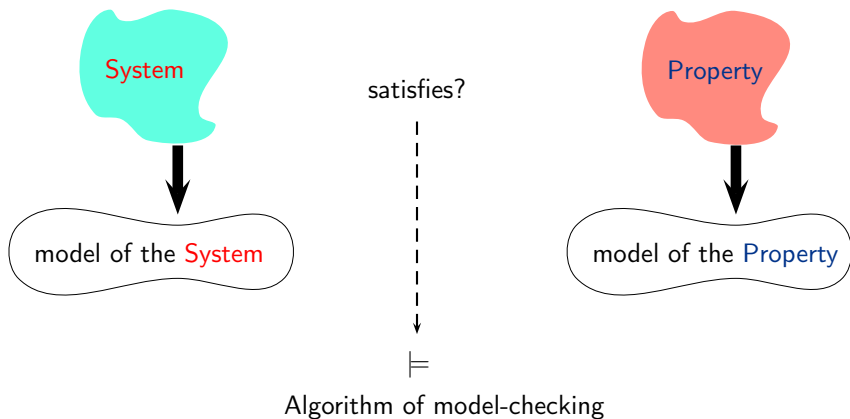 System
satisfies?
Property
model of the System
model of the Property
⊨
Algorithm of model-checking